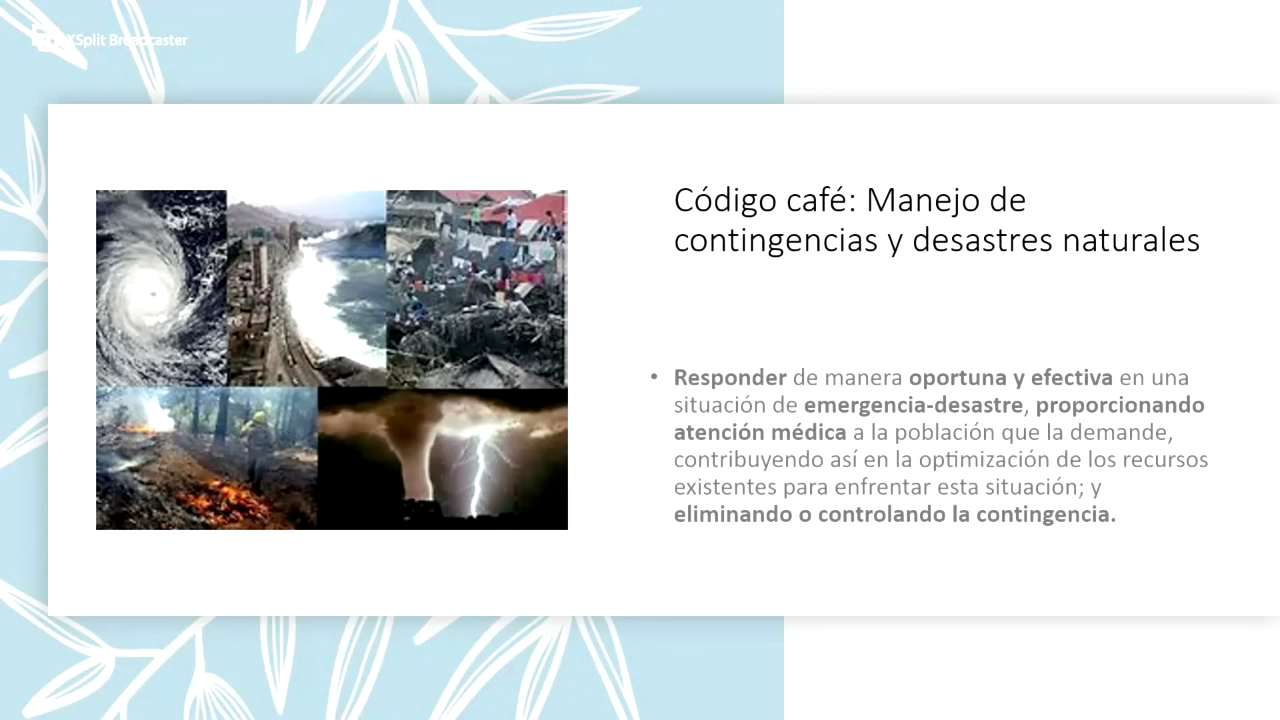 XSplit Broadcaster
Código café: Manejo de
contingencias y desastres naturales
• Responder de manera oportuna y efectiva en una
situación de emergencia-desastre, proporcionando
atención médica a la población que la demande,
contribuyendo así en la optimización de los recursos
existentes para enfrentar esta situación; y
eliminando o controlando la contingencia.